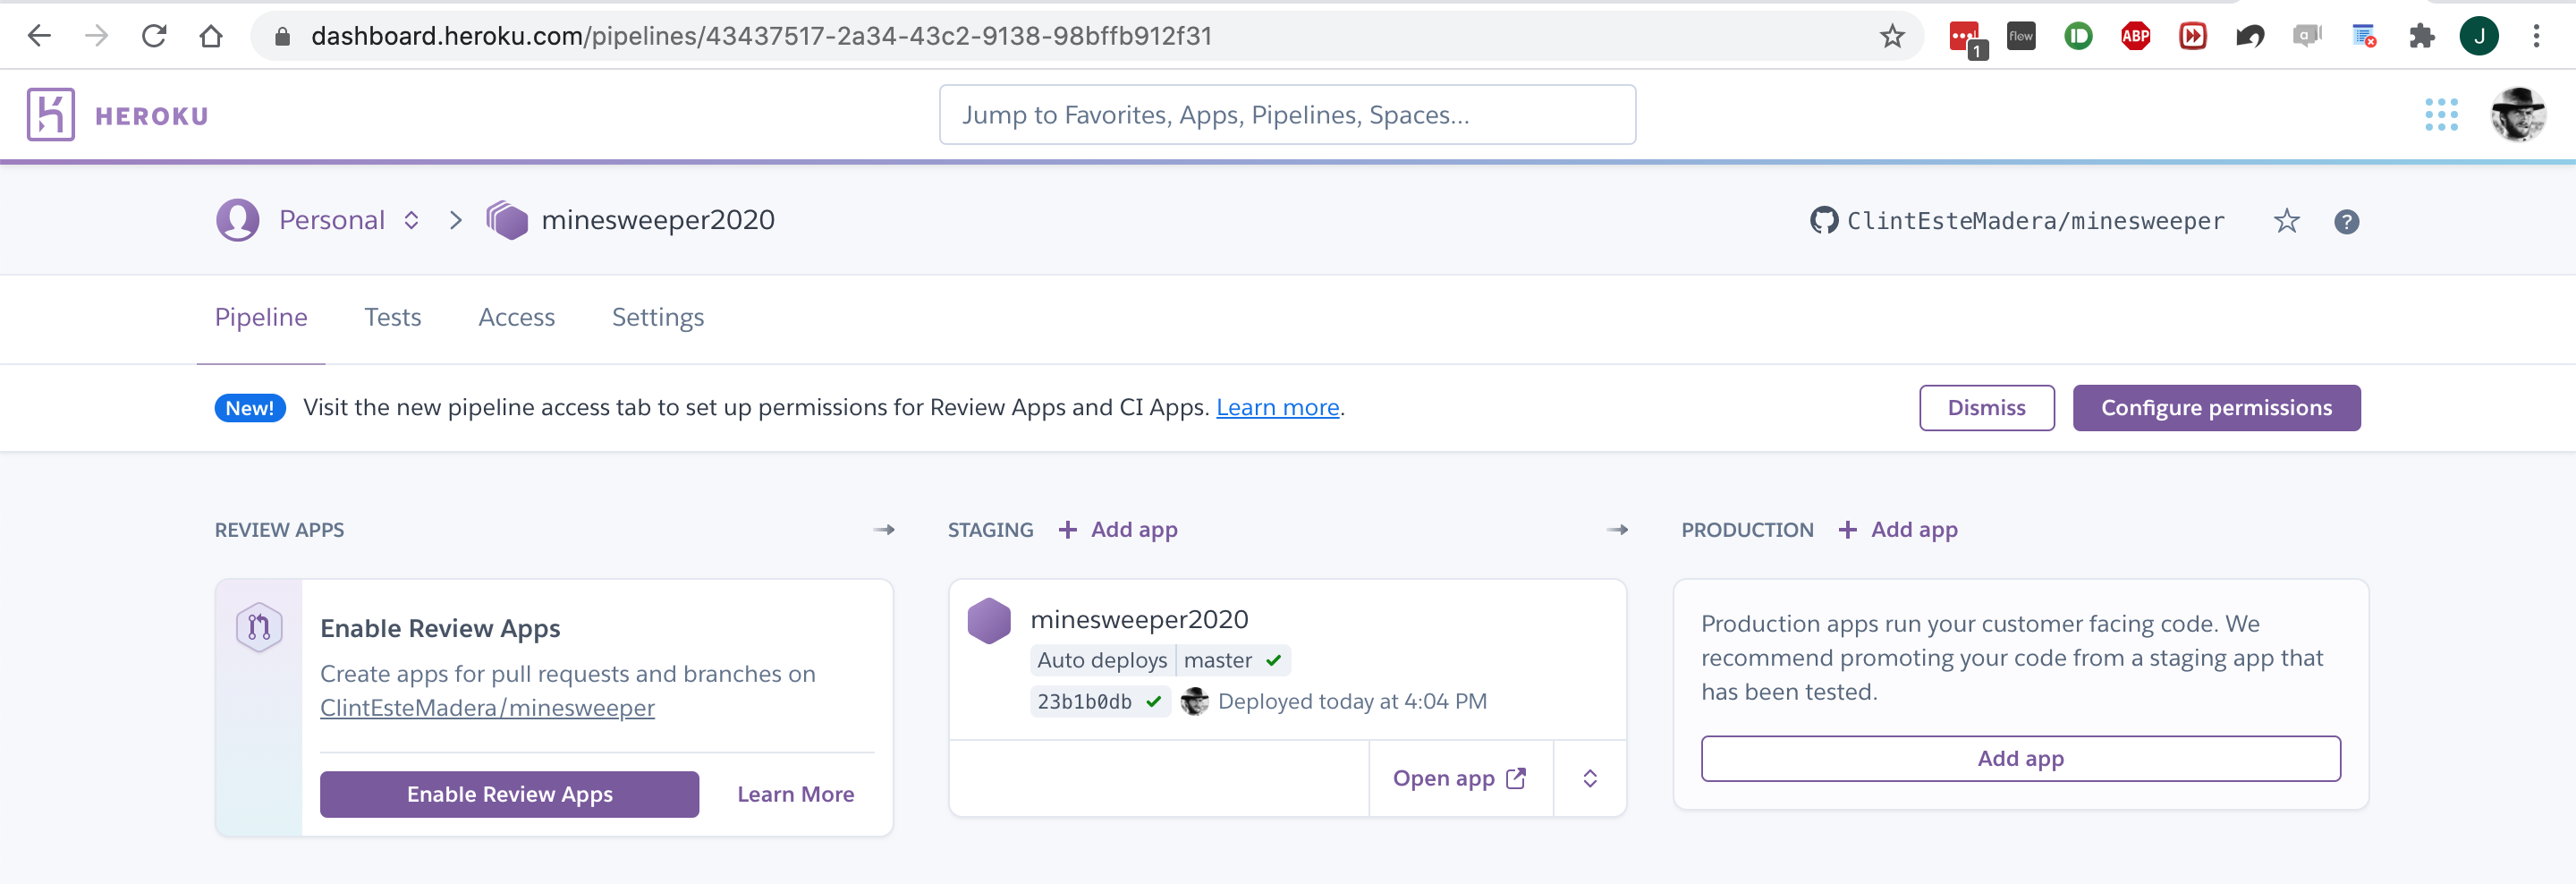 dashboard.heroku.com/pipelines/43437517-2a34-43c2-9138-98bffb912f31
1
flow
ABP
a
J
HEROKU
Jump to Favorites, Apps, Pipelines, Spaces...
Personal
minesweeper2020
ClintEsteMadera/minesweeper
?
Pipeline
Tests
Access
Settings
New! Visit the new pipeline access tab to set up permissions for Review Apps and CI Apps. Learn more.
Dismiss
Configure permissions
REVIEW APPS
Enable Review Apps
Create apps for pull requests and branches on
ClintEsteMadera/minesweeper
Enable Review Apps
Learn More
STAGING + Add app
minesweeper2020
Auto deploys master
23b1b0db Deployed today at 4:04 PM
Open app
PRODUCTION + Add app
Production apps run your customer facing code. We
recommend promoting your code from a staging app that
has been tested.
Add app